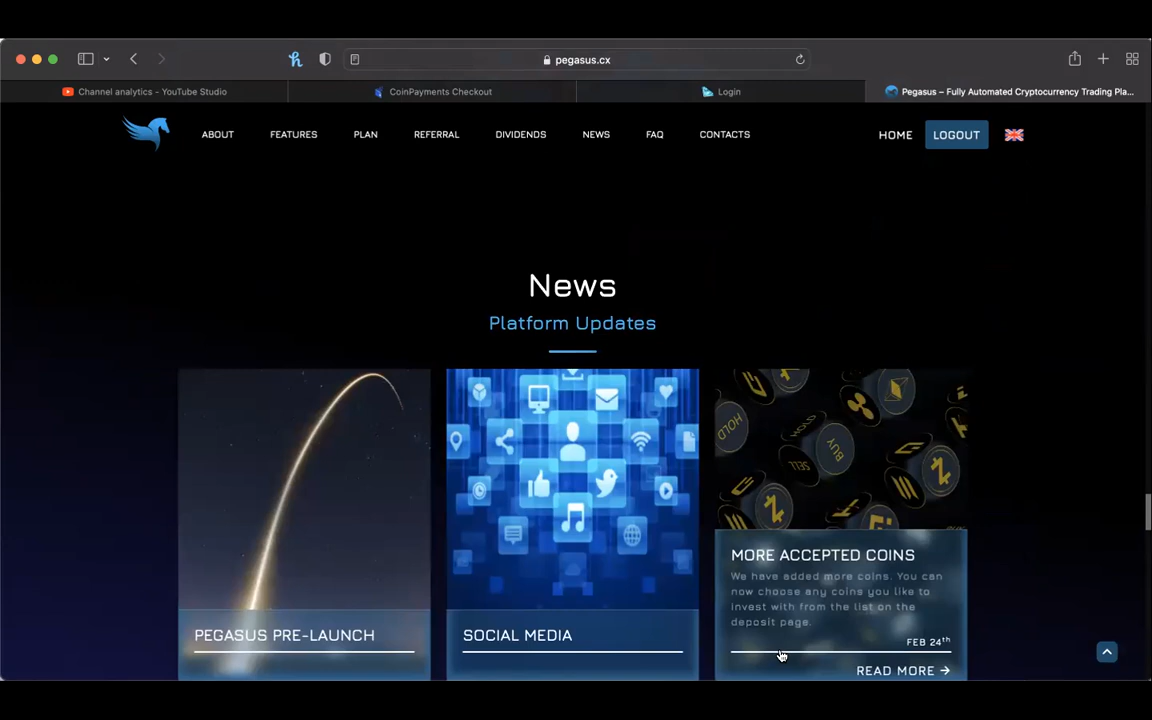 pegasus.cx
Channel analytics - YouTube Studio
CoinPayments Checkout
Login
Pegasus – Fully Automated Cryptocurrency Trading Pla...
ABOUT
FEATURES
PLAN
REFERRAL
DIVIDENDS
NEWS
FAQ
CONTACTS
HOME
LOGOUT
News
Platform Updates
HOLD
BUY
SELL
PEGASUS PRE-LAUNCH
SOCIAL MEDIA
MORE ACCEPTED COINS
We have added more coins. You can
now choose any coins you like to
invest with from the list on the
deposit page.
FEB 24th
READ MORE →